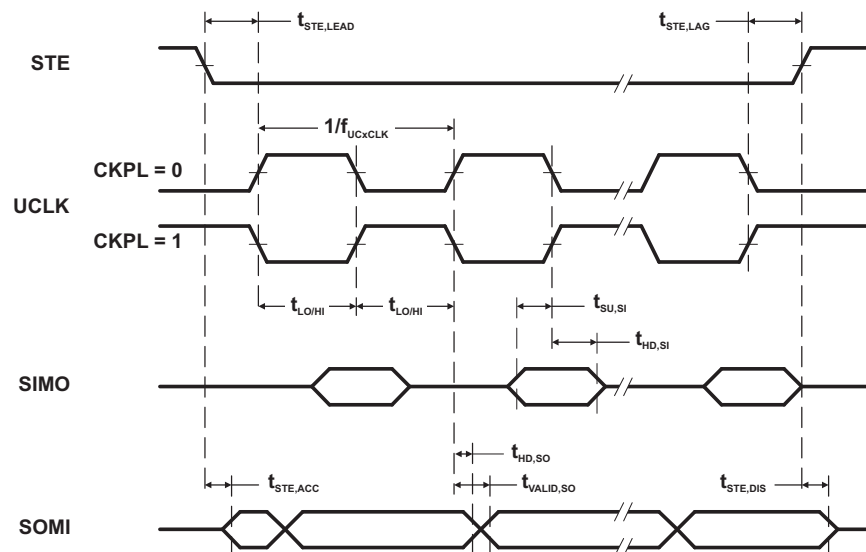 tSTE,LEAD
tSTE,LAG
STE
1/fUCxCLK
CKPL = 0
UCLK
CKPL = 1
tLO/HI
tLO/HI
tSU,SI
tHD,SI
SIMO
tHD,SO
tSTE,ACC
tVALID,SO
tSTE,DIS
SOMI